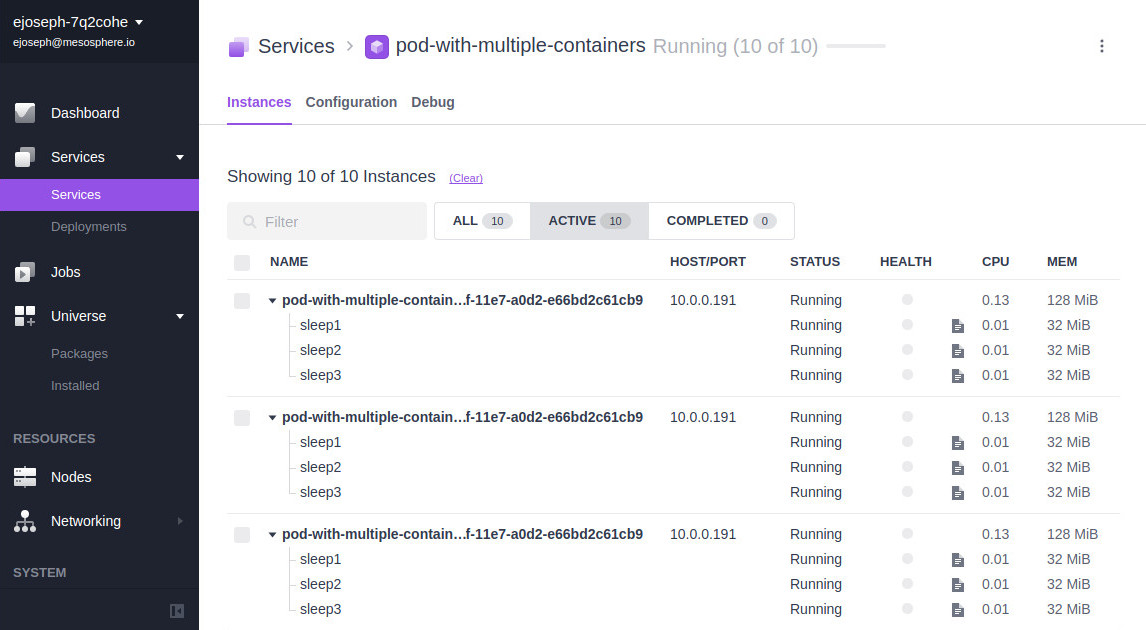 ejoseph-7q2cohe
ejoseph@mesosphere.io
Dashboard
Services
Services
Deployments
Jobs
Universe
Packages
Installed
RESOURCES
Nodes
Networking
SYSTEM
Services > pod-with-multiple-containers Running (10 of 10)
Instances Configuration Debug
Showing 10 of 10 Instances (Clear)
Filter ALL 10 ACTIVE 10 COMPLETED 0
NAME HOST/PORT STATUS HEALTH CPU MEM
pod-with-multiple-contain...f-11e7-a0d2-e66bd2c61cb9 10.0.0.191 Running 0.13 128 MiB
sleep1 Running 0.01 32 MiB
sleep2 Running 0.01 32 MiB
sleep3 Running 0.01 32 MiB
pod-with-multiple-contain...f-11e7-a0d2-e66bd2c61cb9 10.0.0.191 Running 0.13 128 MiB
sleep1 Running 0.01 32 MiB
sleep2 Running 0.01 32 MiB
sleep3 Running 0.01 32 MiB
pod-with-multiple-contain...f-11e7-a0d2-e66bd2c61cb9 10.0.0.191 Running 0.13 128 MiB
sleep1 Running 0.01 32 MiB
sleep2 Running 0.01 32 MiB
sleep3 Running 0.01 32 MiB